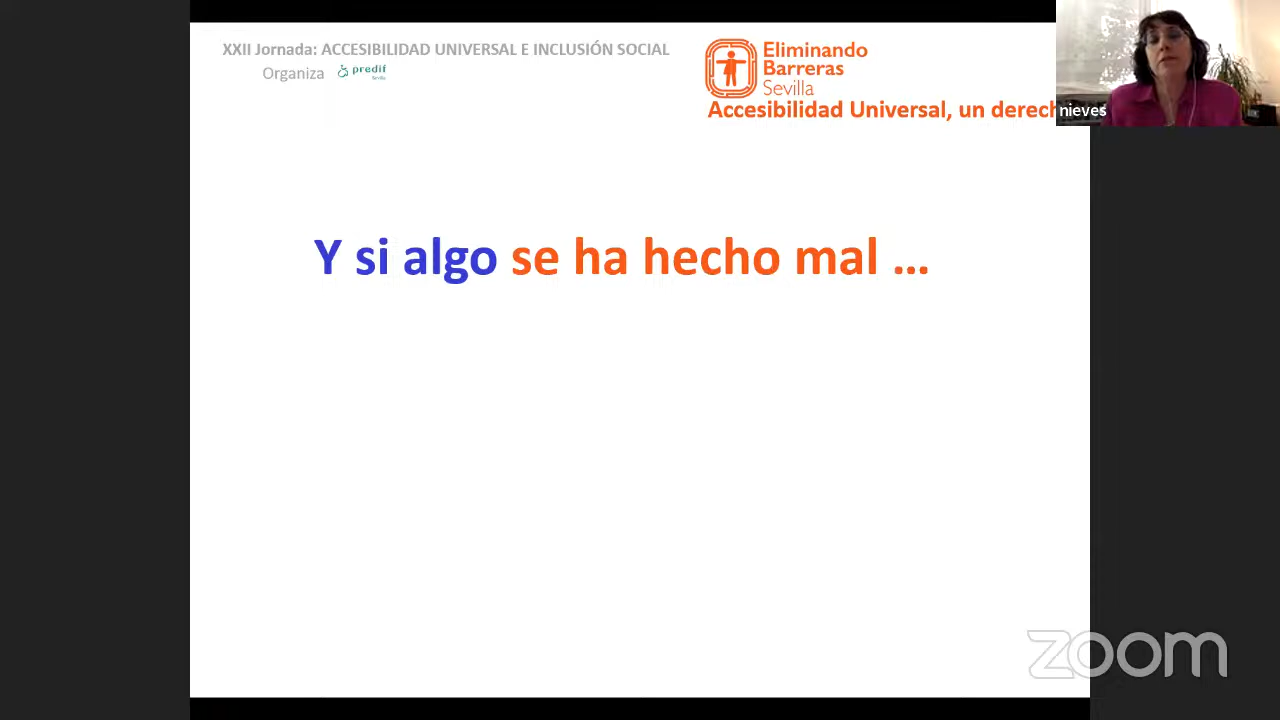 XXII Jornada: ACCESIBILIDAD UNIVERSAL E INCLUSIÓN SOCIAL
Organiza predif
Sevilla
Eliminando
Barreras
Sevilla
Accesibilidad Universal, un derech
nieves
Y si algo se ha hecho mal ...
zoom